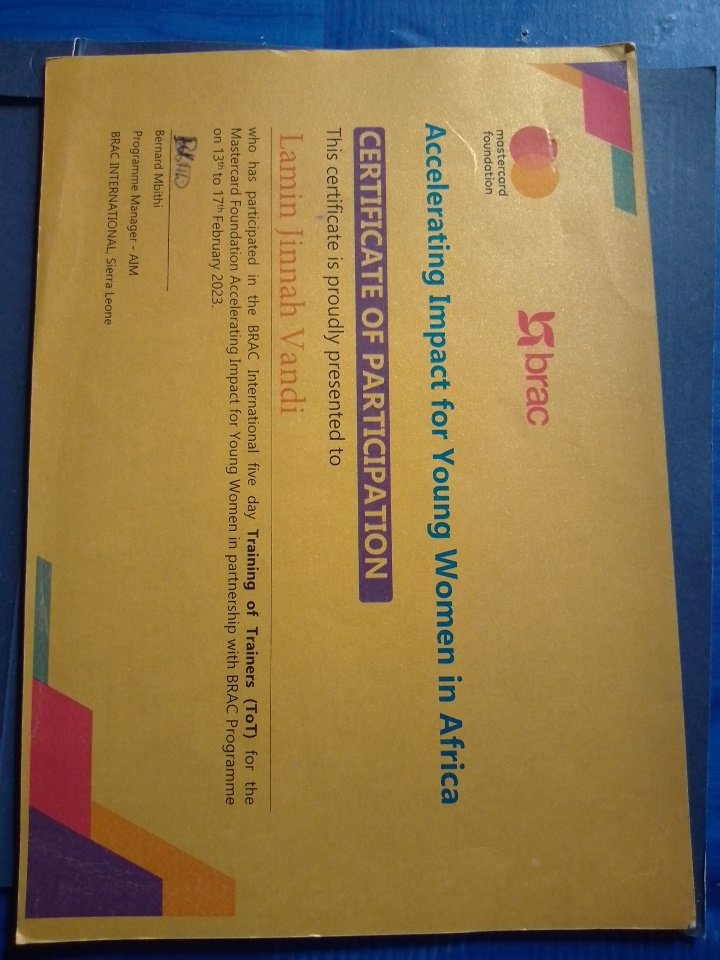 mastercard
foundation
brac
Accelerating Impact for Young Women in Africa
CERTIFICATE OF PARTICIPATION
This certificate is proudly presented to
Lamin Jinnah Vandi
who has participated in the BRAC International five day Training of Trainers (ToT) for the
Mastercard Foundation Accelerating Impact for Young Women in partnership with BRAC Programme
on 13th to 17th February 2023.
Bernard Mbithi
Programme Manager - AIM
BRAC INTERNATIONAL, Sierra Leone